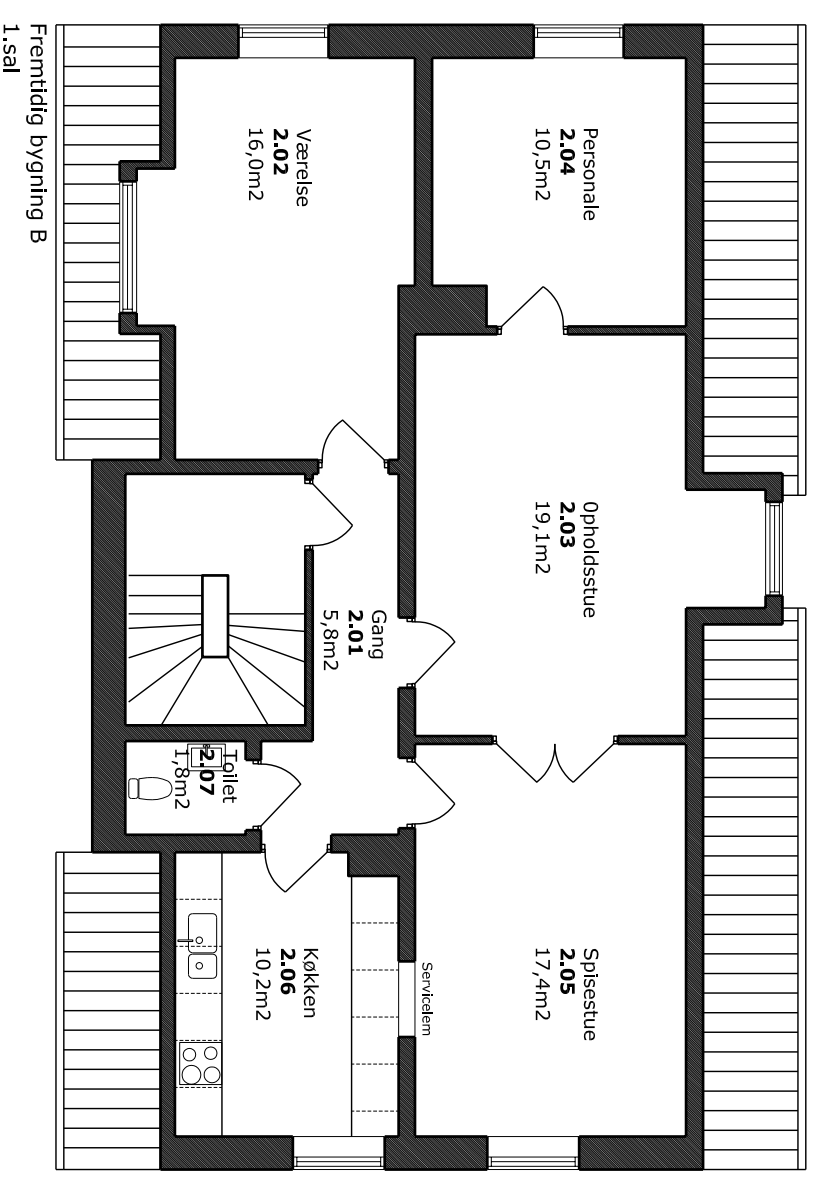 Fremtidig bygning B
1.sal
Værelse
2.02
16,0m2
Personale
2.04
10,5m2
Opholdsstue
2.03
19,1m2
Gang
2.01
5,8m2
Toilet
2.07
1,8m2
Køkken
2.06
10,2m2
Servicelem
Spisestue
2.05
17,4m2